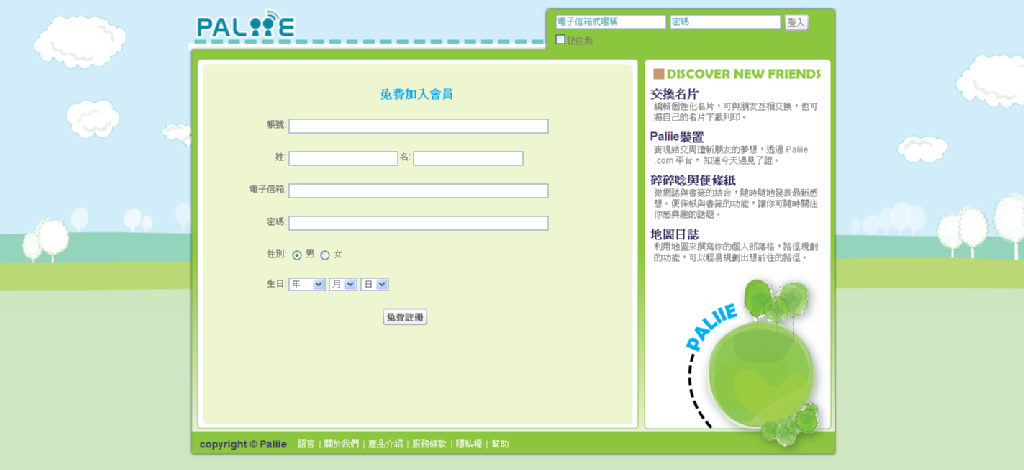 PALIIE
電子信箱或暱稱 密碼 登入
記住我
免費加入會員
帳號:
姓: 名:
電子信箱:
密碼:
性別: 男 女
生日: 年 月 日
免費註冊
DISCOVER NEW FRIENDS
交換名片
編輯個性化名片，可與朋友互相交換，也可
將自己的名片下載列印。
Paliie裝置
實現結交周遭新朋友的夢想，透過 Paliie
.com 平台， 知道今天遇見了誰。
碎碎唸與便條紙
微網誌與書籤的結合，隨時隨地發表最新感
想。便條紙與書籤的功能，讓你可隨時關注
你感興趣的話題。
地圖日誌
利用地圖來撰寫你的個人部落格，路徑規劃
的功能，可以輕易規劃出想前往的路徑。
PALIIE
copyright © Paliie 語言 | 關於我們 | 產品介紹 | 服務條款 | 隱私權 | 幫助